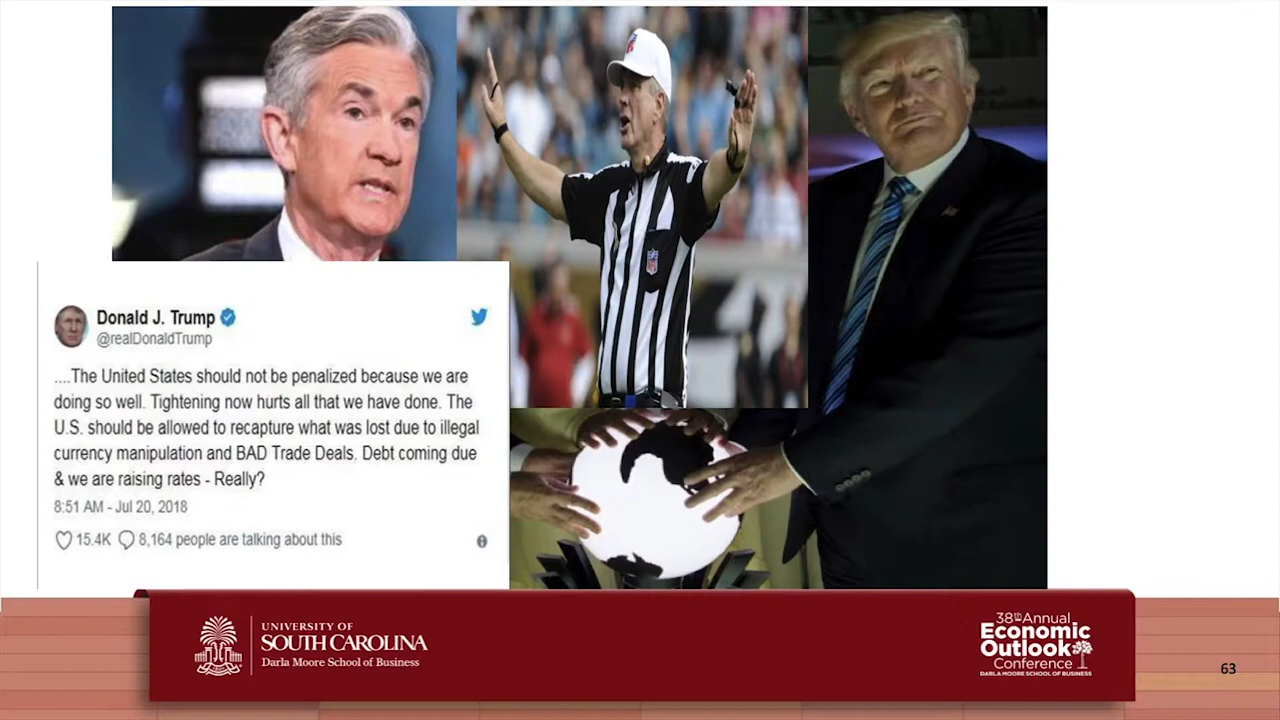 Donald J. Trump
@realDonaldTrump
....The United States should not be penalized because we are
doing so well. Tightening now hurts all that we have done. The
U.S. should be allowed to recapture what was lost due to illegal
currency manipulation and BAD Trade Deals. Debt coming due
& we are raising rates - Really?
8:51 AM - Jul 20, 2018
15.4K 8,164 people are talking about this
UNIVERSITY OF
SOUTH CAROLINA
Darla Moore School of Business
38th Annual
Economic
Outlook
Conference
DARLA MOORE SCHOOL OF BUSINESS
63